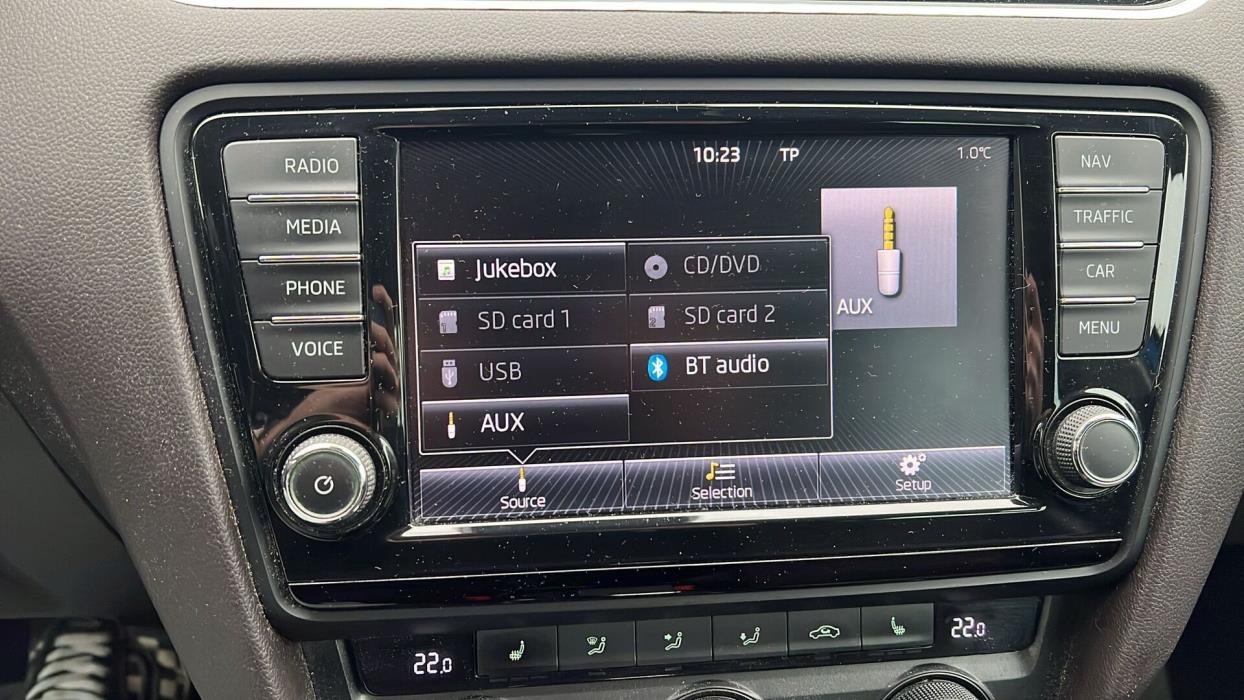 10:23 TP 1.0°C
RADIO
MEDIA
PHONE
VOICE
Jukebox
CD/DVD
SD card 1
SD card 2
USB
BT audio
AUX
AUX
Source
Selection
Setup
NAV
TRAFFIC
CAR
MENU
22.0
22.0